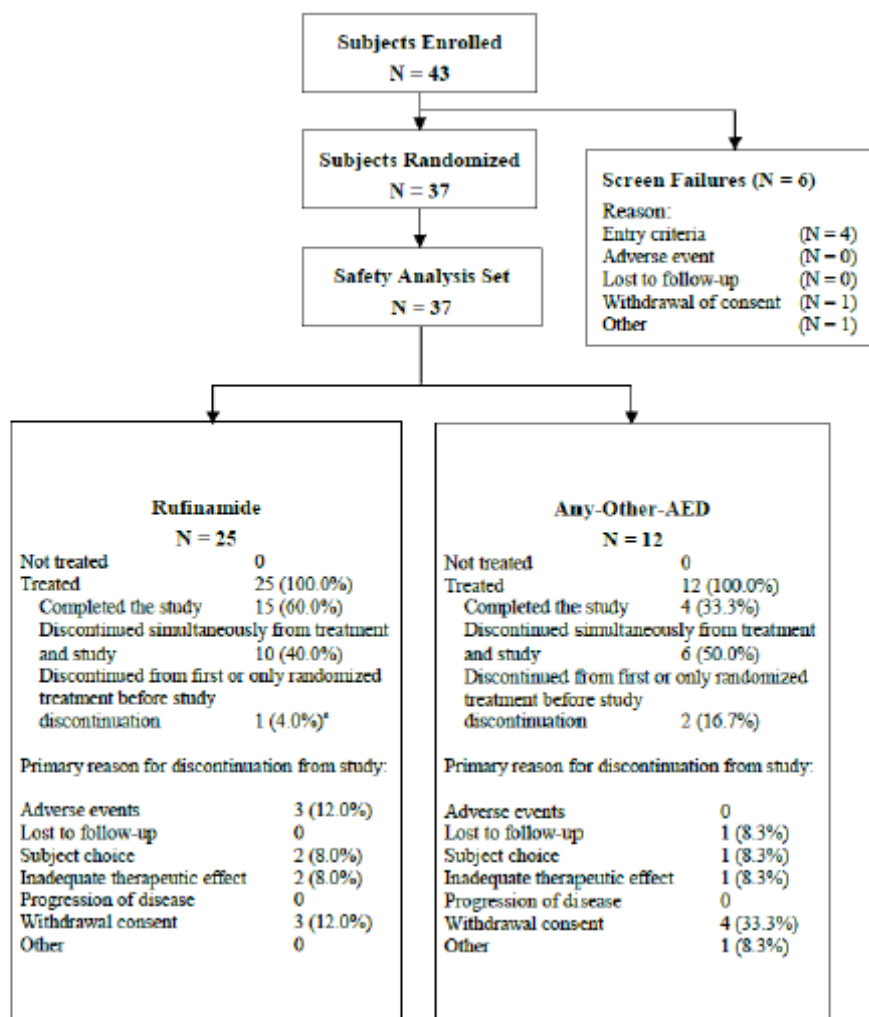 Subjects Enrolled
N = 43
Subjects Randomized
N = 37
Safety Analysis Set
N = 37
Screen Failures (N = 6)
Reason:
Entry criteria (N = 4)
Adverse event (N = 0)
Lost to follow-up (N = 0)
Withdrawal of consent (N = 1)
Other (N = 1)
Rufinamide
N = 25
Not treated 0
Treated 25 (100.0%)
Completed the study 15 (60.0%)
Discontinued simultaneously from treatment
and study 10 (40.0%)
Discontinued from first or only randomized
treatment before study
discontinuation 1 (4.0%)ª
Primary reason for discontinuation from study:
Adverse events 3 (12.0%)
Lost to follow-up 0
Subject choice 2 (8.0%)
Inadequate therapeutic effect 2 (8.0%)
Progression of disease 0
Withdrawal consent 3 (12.0%)
Other 0
Any-Other-AED
N = 12
Not treated 0
Treated 12 (100.0%)
Completed the study 4 (33.3%)
Discontinued simultaneously from treatment
and study 6 (50.0%)
Discontinued from first or only randomized
treatment before study
discontinuation 2 (16.7%)
Primary reason for discontinuation from study:
Adverse events 0
Lost to follow-up 1 (8.3%)
Subject choice 1 (8.3%)
Inadequate therapeutic effect 1 (8.3%)
Progression of disease 0
Withdrawal consent 4 (33.3%)
Other 1 (8.3%)